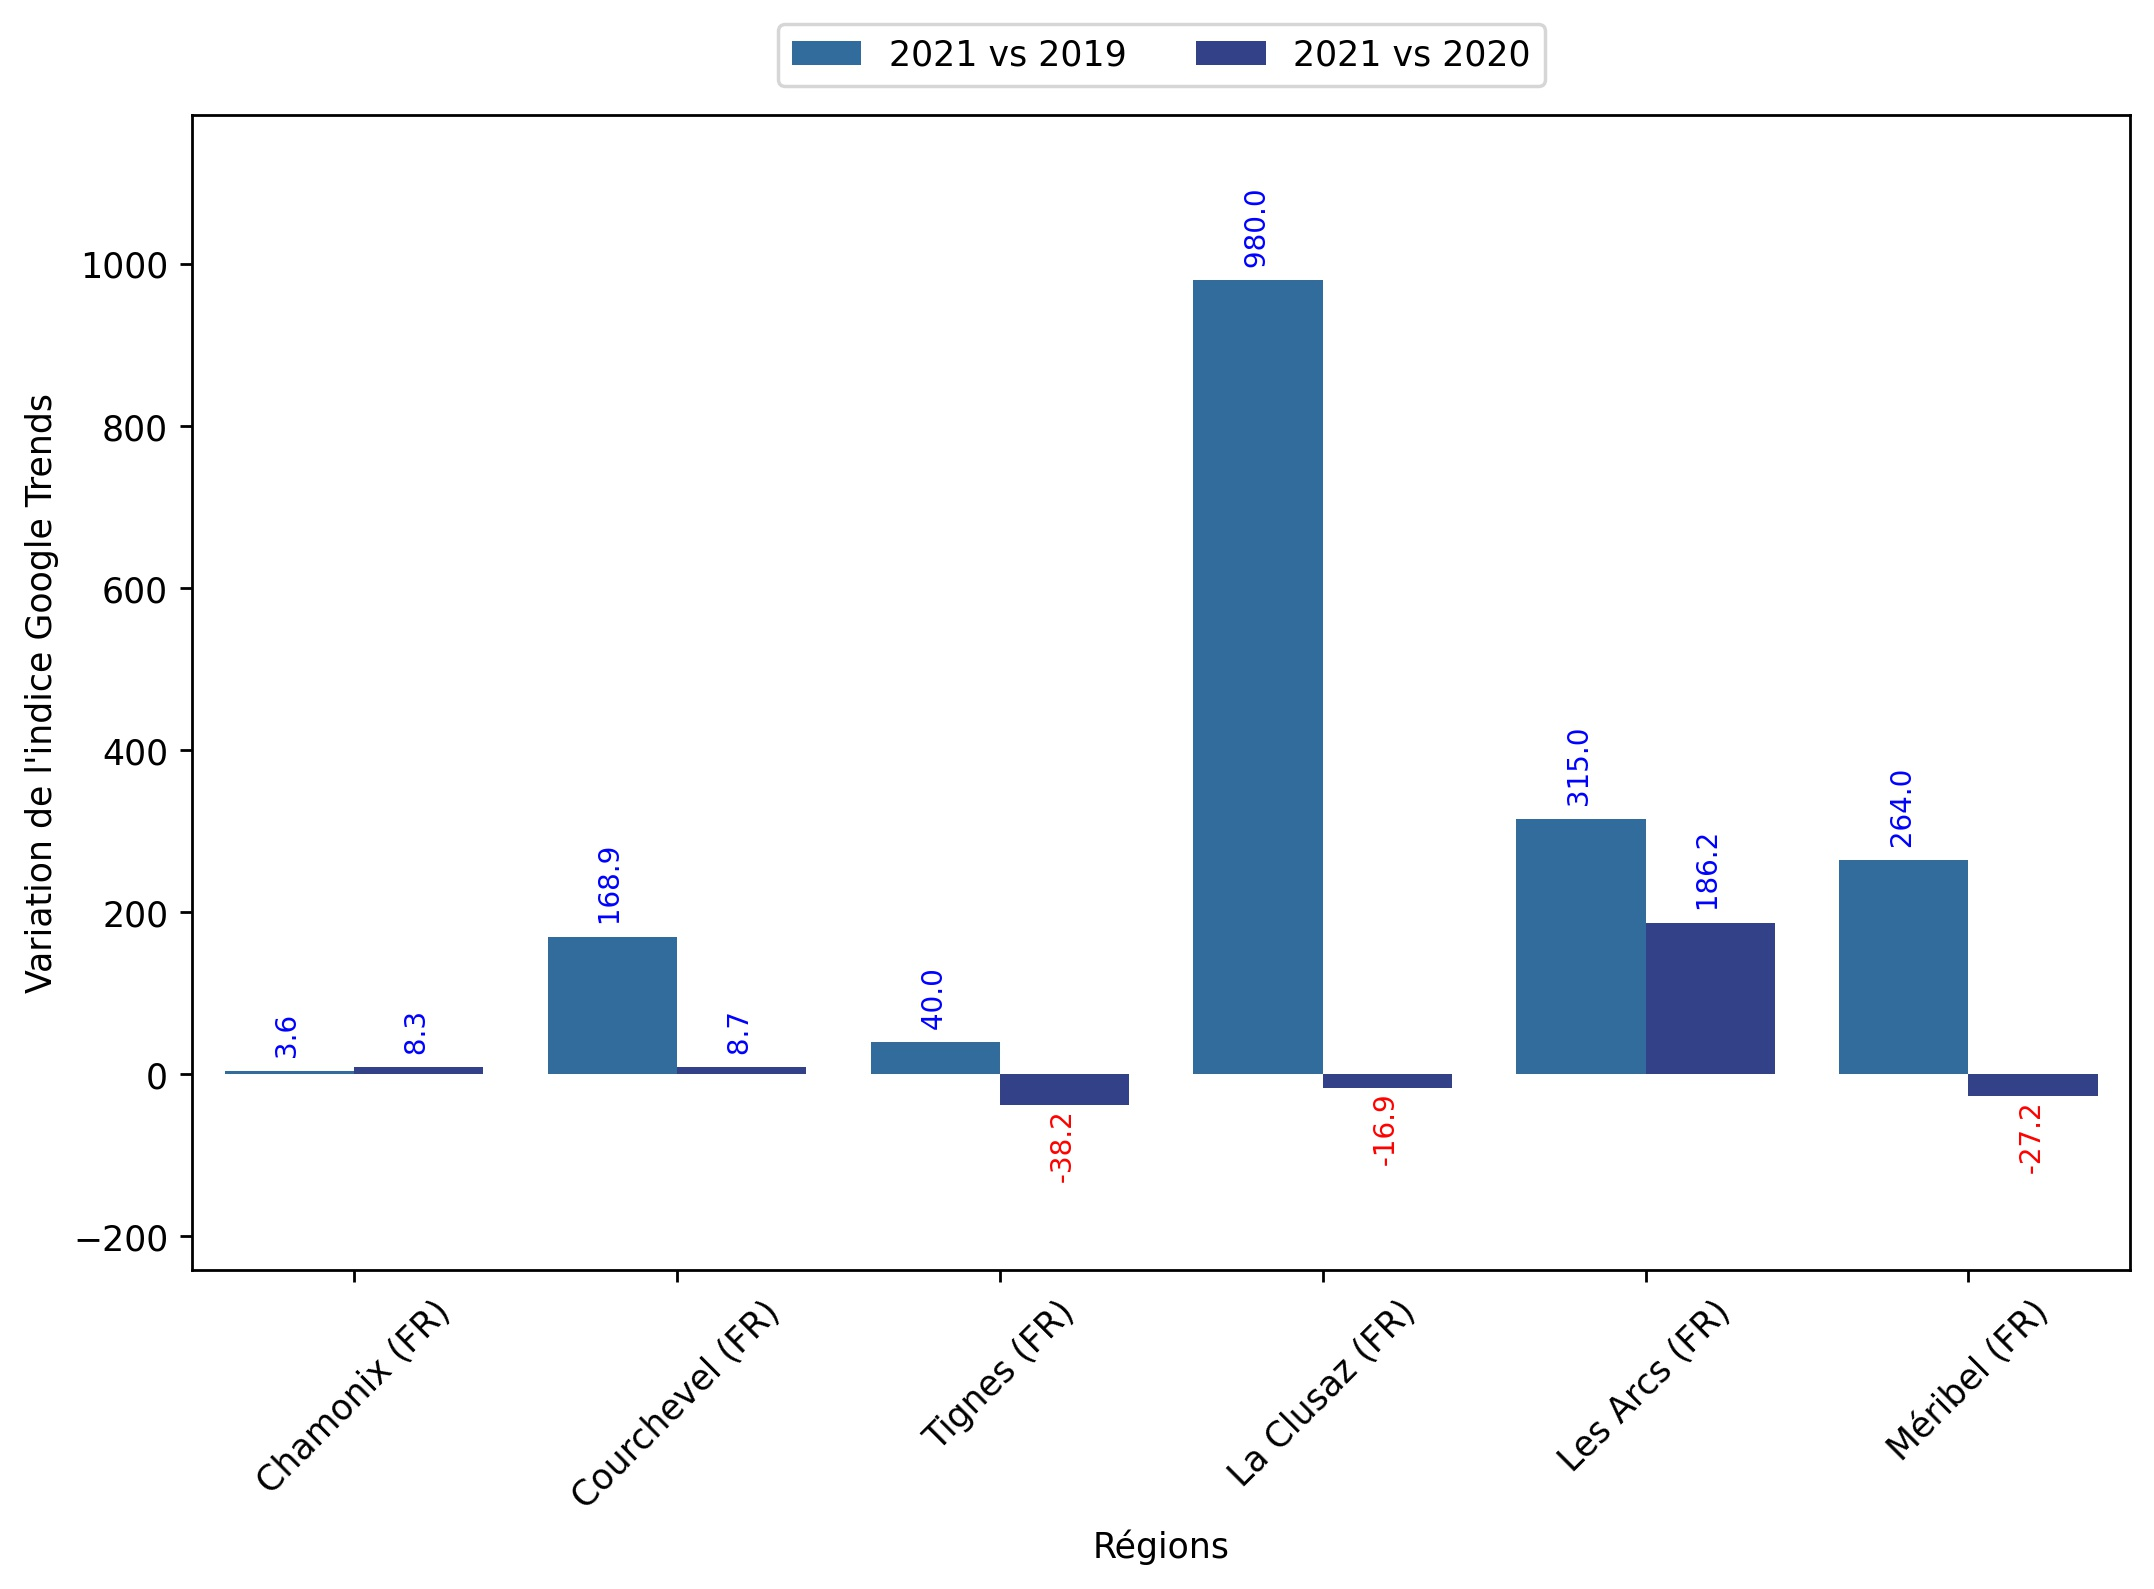 2021 vs 2019
2021 vs 2020
Variation de l'indice Google Trends
1000
800
600
400
200
0
−200
3.6
8.3
168.9
8.7
40.0
-38.2
980.0
-16.9
315.0
186.2
264.0
-27.2
Chamonix (FR)
Courchevel (FR)
Tignes (FR)
La Clusaz (FR)
Les Arcs (FR)
Méribel (FR)
Régions